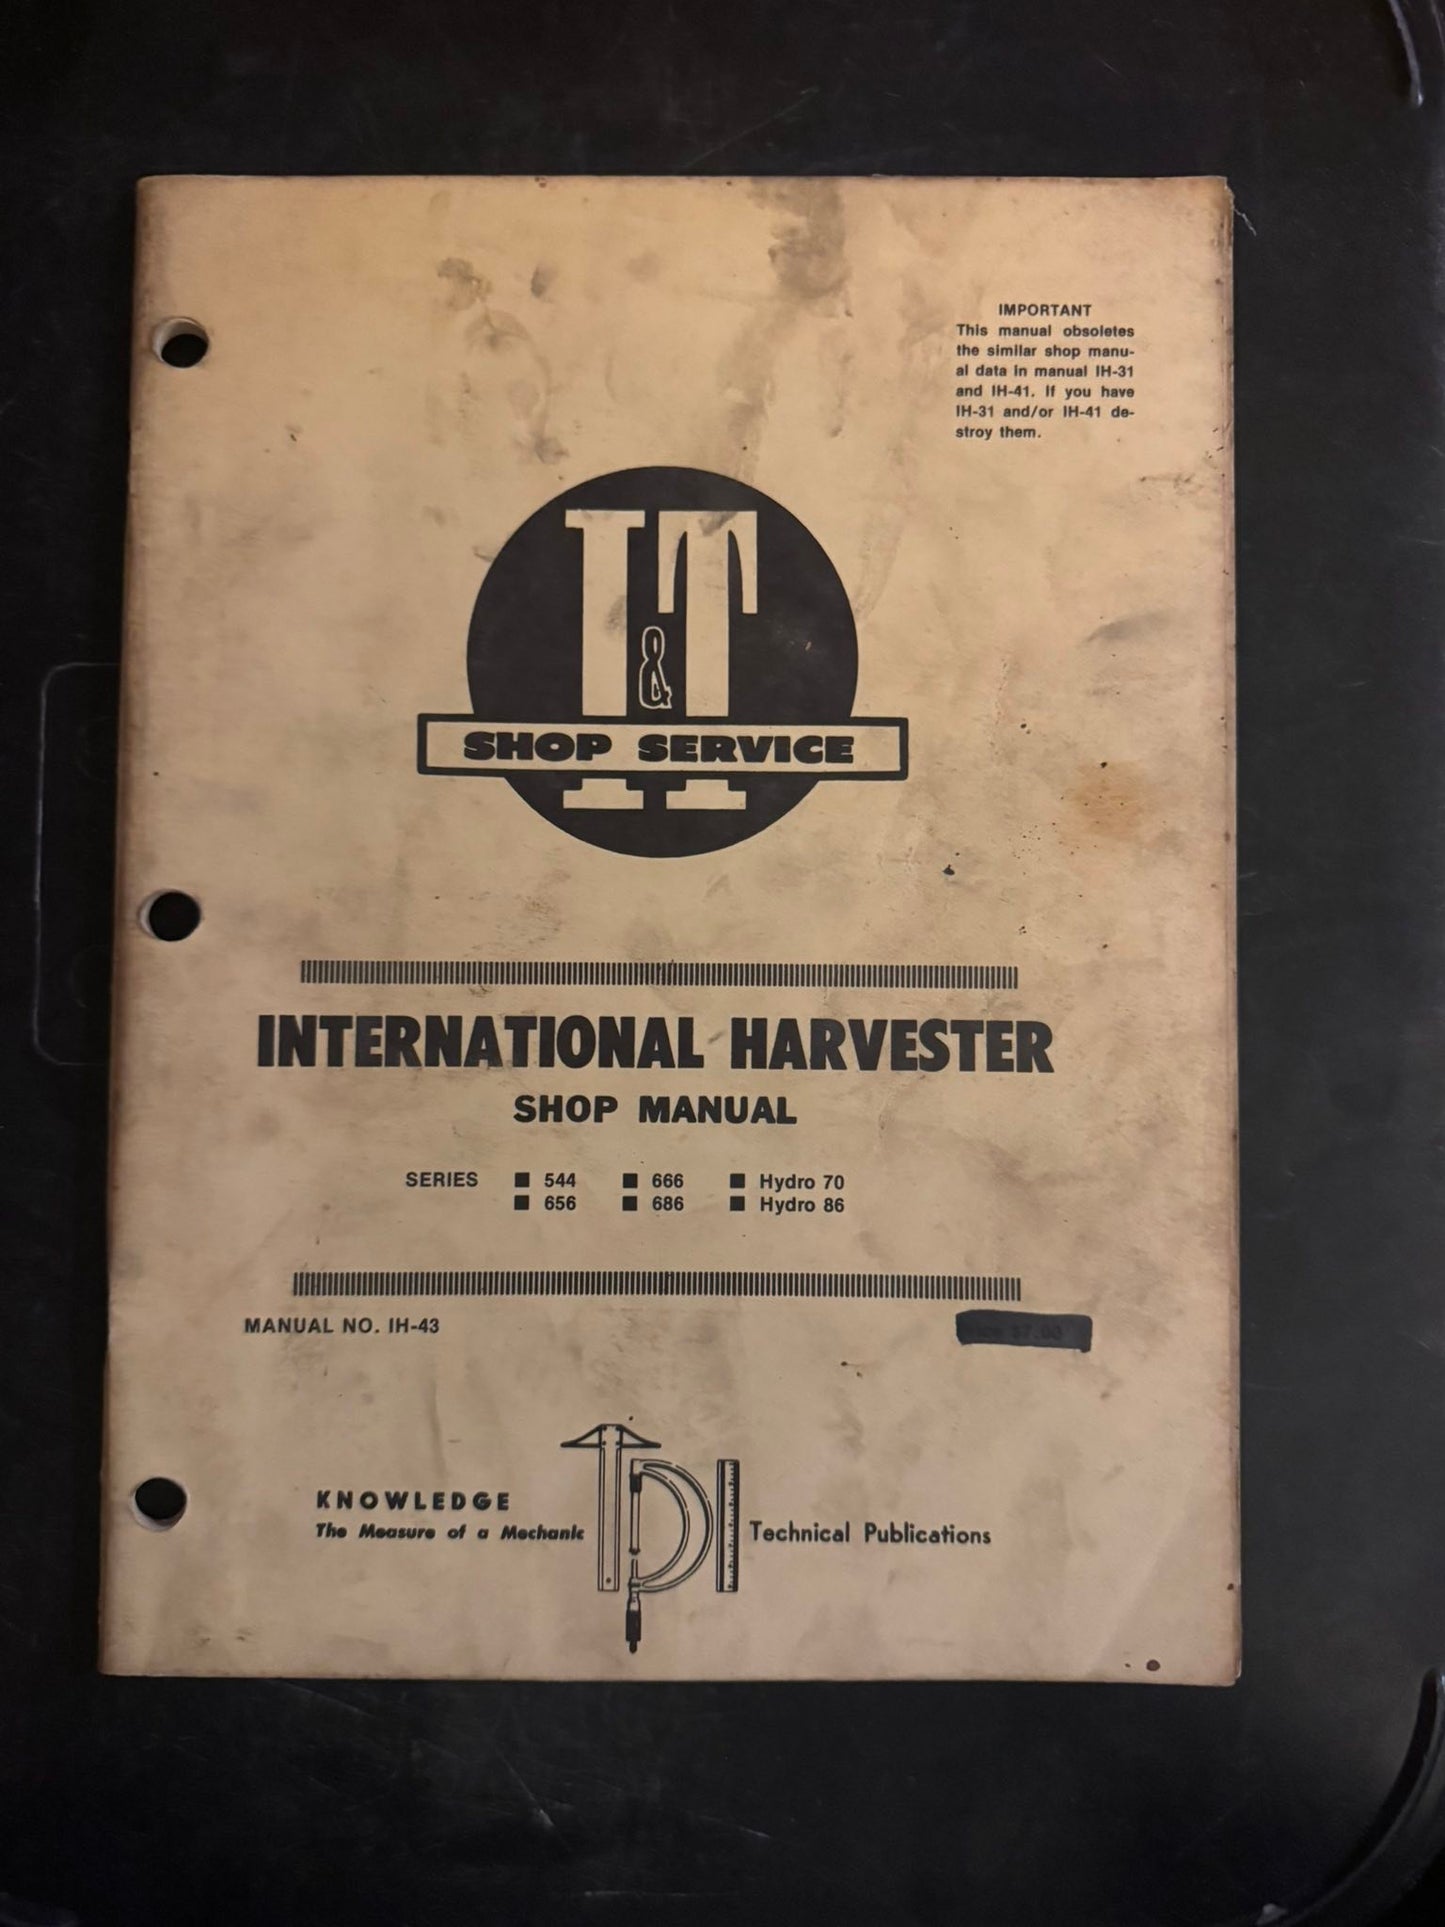 IMPORTANT
This manual obsoletes
the similar shop manu-
al data in manual IH-31
and IH-41. If you have
IH-31 and/or IH-41 de-
stroy them.
I&T
SHOP SERVICE
INTERNATIONAL HARVESTER
SHOP MANUAL
SERIES ■ 544 ■ 666 ■ Hydro 70
■ 656 ■ 686 ■ Hydro 86
MANUAL NO. IH-43
KNOWLEDGE
The Measure of a Mechanic
Technical Publications